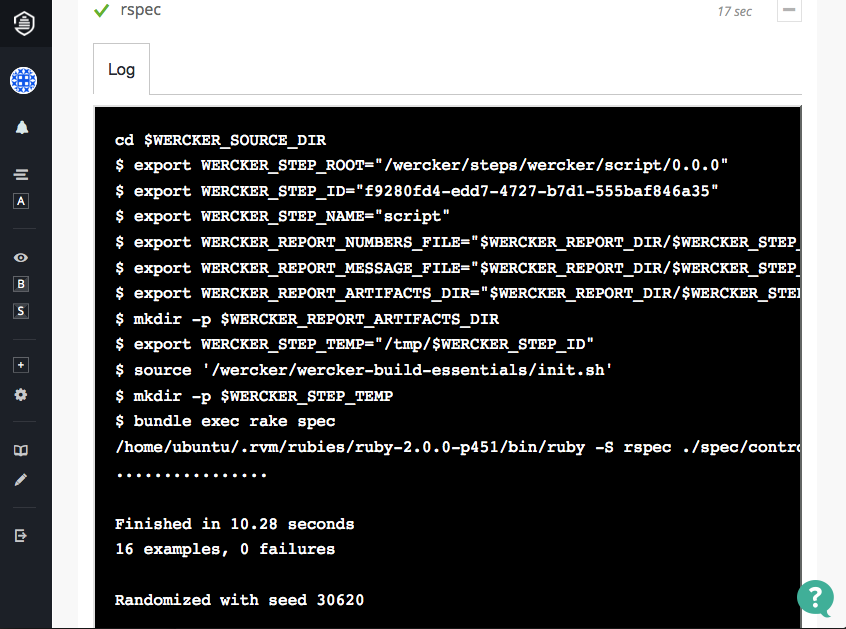 rspec
17 sec
Log
cd $WERCKER_SOURCE_DIR
$ export WERCKER_STEP_ROOT="/wercker/steps/wercker/script/0.0.0"
$ export WERCKER_STEP_ID="f9280fd4-edd7-4727-b7d1-555baf846a35"
$ export WERCKER_STEP_NAME="script"
$ export WERCKER_REPORT_NUMBERS_FILE="$WERCKER_REPORT_DIR/$WERCKER_STEP_
$ export WERCKER_REPORT_MESSAGE_FILE="$WERCKER_REPORT_DIR/$WERCKER_STEP_
$ export WERCKER_REPORT_ARTIFACTS_DIR="$WERCKER_REPORT_DIR/$WERCKER_STE
$ mkdir -p $WERCKER_REPORT_ARTIFACTS_DIR
$ export WERCKER_STEP_TEMP="/tmp/$WERCKER_STEP_ID"
$ source '/wercker/wercker-build-essentials/init.sh'
$ mkdir -p $WERCKER_STEP_TEMP
$ bundle exec rake spec
/home/ubuntu/.rvm/rubies/ruby-2.0.0-p451/bin/ruby -S rspec ./spec/contro
................
Finished in 10.28 seconds
16 examples, 0 failures
Randomized with seed 30620
A
B
S
+
?